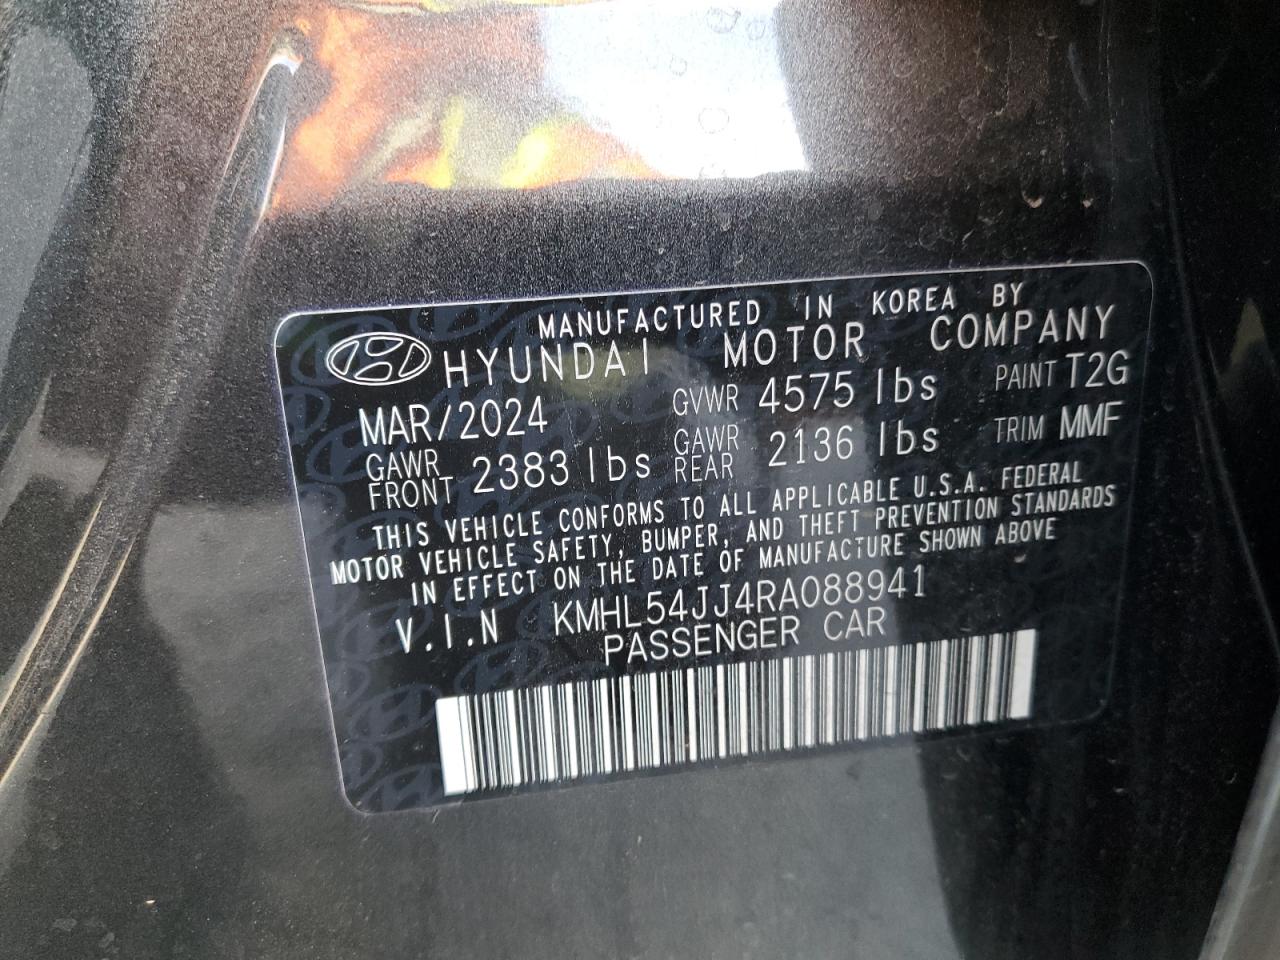 MANUFACTURED IN KOREA BY
HYUNDAI MOTOR COMPANY
MAR/2024 GVWR 4575 lbs PAINT T2G
GAWR FRONT 2383 lbs GAWR REAR 2136 lbs TRIM MMF
THIS VEHICLE CONFORMS TO ALL APPLICABLE U.S.A. FEDERAL
MOTOR VEHICLE SAFETY, BUMPER, AND THEFT PREVENTION STANDARDS
IN EFFECT ON THE DATE OF MANUFACTURE SHOWN ABOVE
V.I.N KMHL54JJ4RA088941
PASSENGER CAR